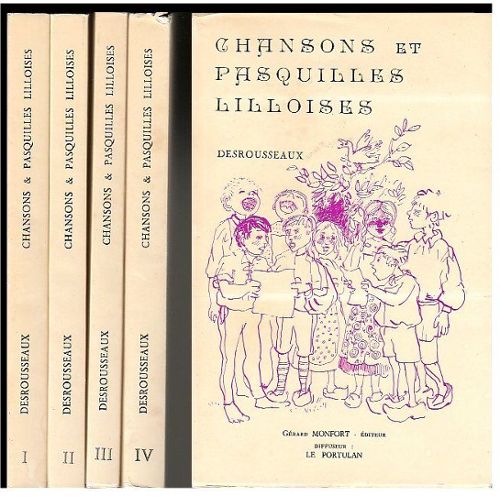 DESROUSSEAUX CHANSONS & PASQUILLES LILLOISES
I
DESROUSSEAUX CHANSONS & PASQUILLES LILLOISES
II
DESROUSSEAUX CHANSONS & PASQUILLES LILLOISES
III
DESROUSSEAUX CHANSONS & PASQUILLES LILLOISES
IV
CHANSONS ET
PASQUILLES
LILLOISES
DESROUSSEAUX
GÉRARD MONFORT - ÉDITEUR
DIFFUSEUR :
LE PORTULAN